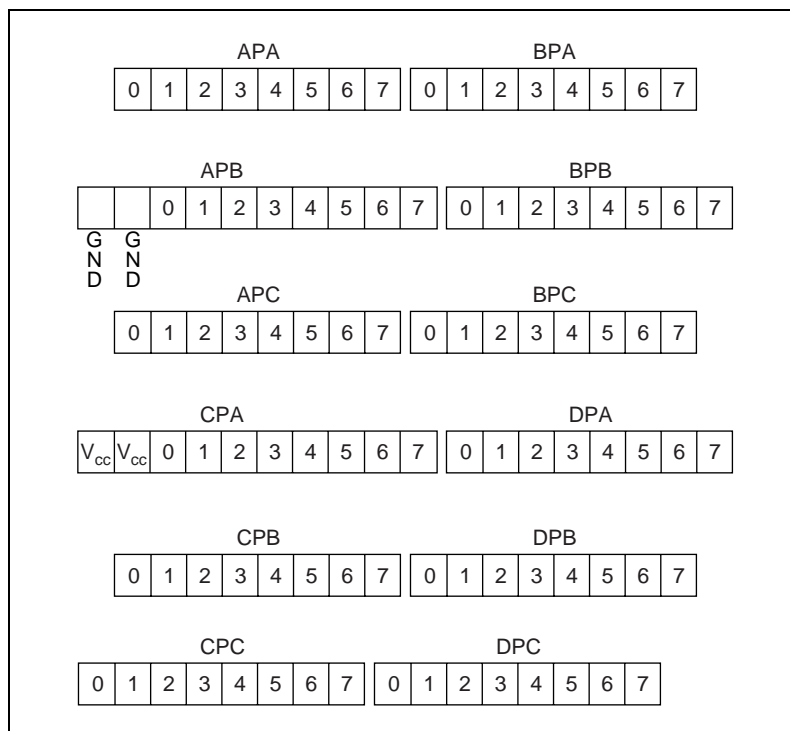 APA BPA
0 1 2 3 4 5 6 7 0 1 2 3 4 5 6 7
APB BPB
0 1 2 3 4 5 6 7 0 1 2 3 4 5 6 7
GND GND
APC BPC
0 1 2 3 4 5 6 7 0 1 2 3 4 5 6 7
CPA DPA
Vcc Vcc 0 1 2 3 4 5 6 7 0 1 2 3 4 5 6 7
CPB DPB
0 1 2 3 4 5 6 7 0 1 2 3 4 5 6 7
CPC DPC
0 1 2 3 4 5 6 7 0 1 2 3 4 5 6 7